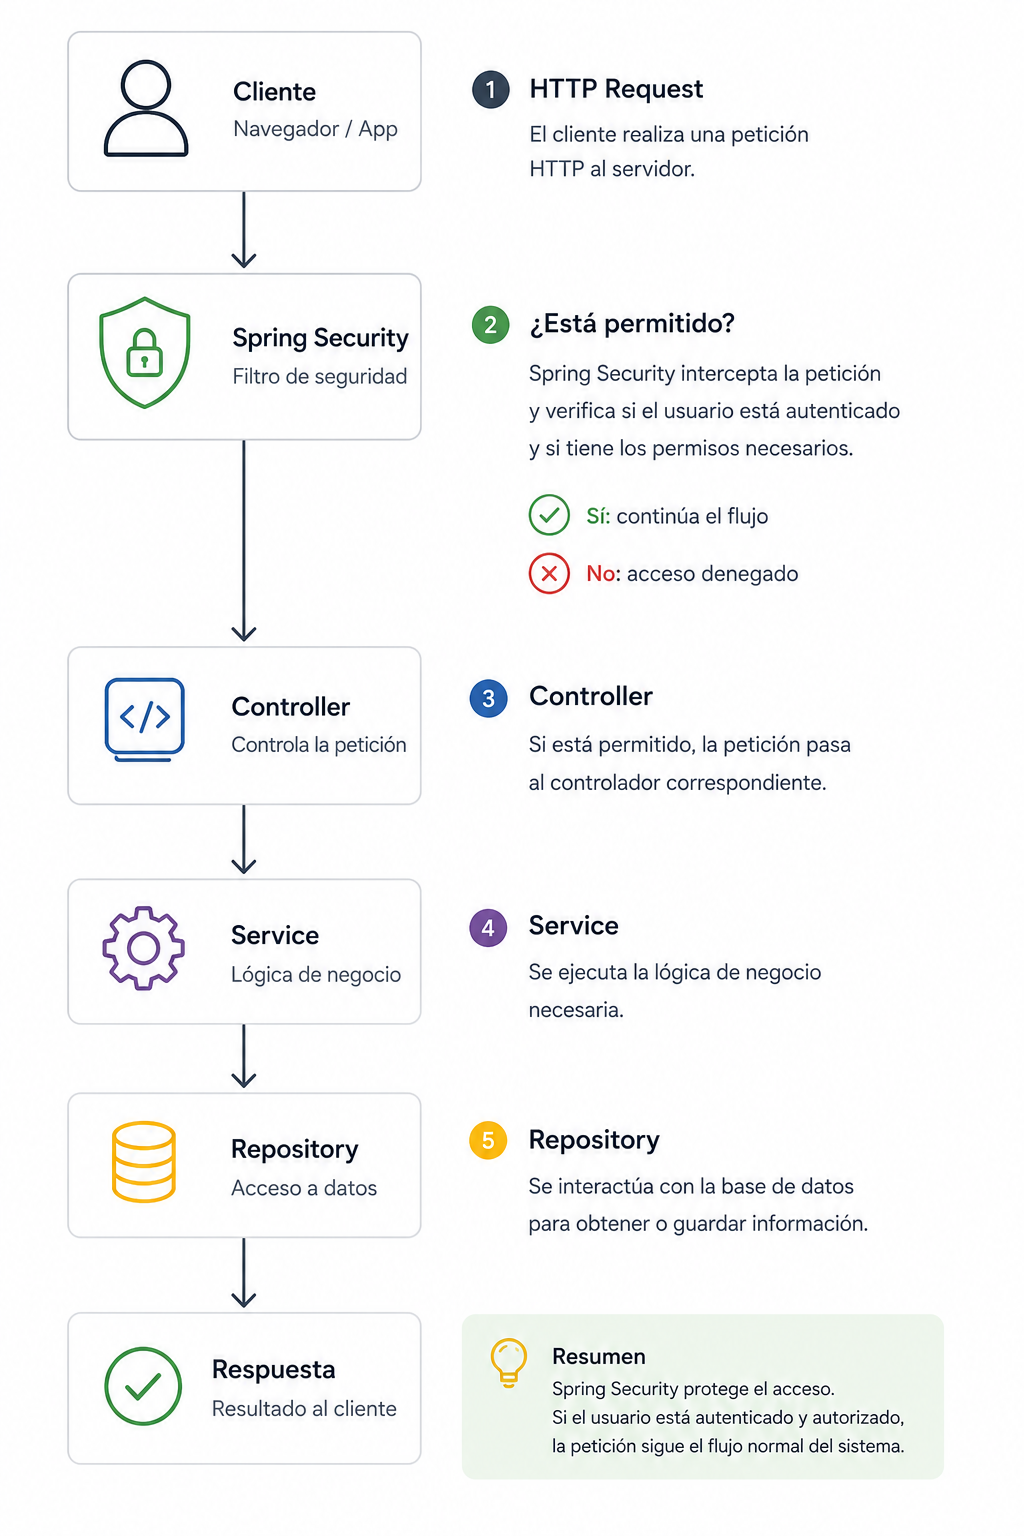 Cliente
Navegador / App
1 HTTP Request
El cliente realiza una petición
HTTP al servidor.
Spring Security
Filtro de seguridad
2 ¿Está permitido?
Spring Security intercepta la petición
y verifica si el usuario está autenticado
y si tiene los permisos necesarios.
Sí: continúa el flujo
No: acceso denegado
</>
Controller
Controla la petición
3 Controller
Si está permitido, la petición pasa
al controlador correspondiente.
Service
Lógica de negocio
4 Service
Se ejecuta la lógica de negocio
necesaria.
Repository
Acceso a datos
5 Repository
Se interactúa con la base de datos
para obtener o guardar información.
Respuesta
Resultado al cliente
Resumen
Spring Security protege el acceso.
Si el usuario está autenticado y autorizado,
la petición sigue el flujo normal del sistema.